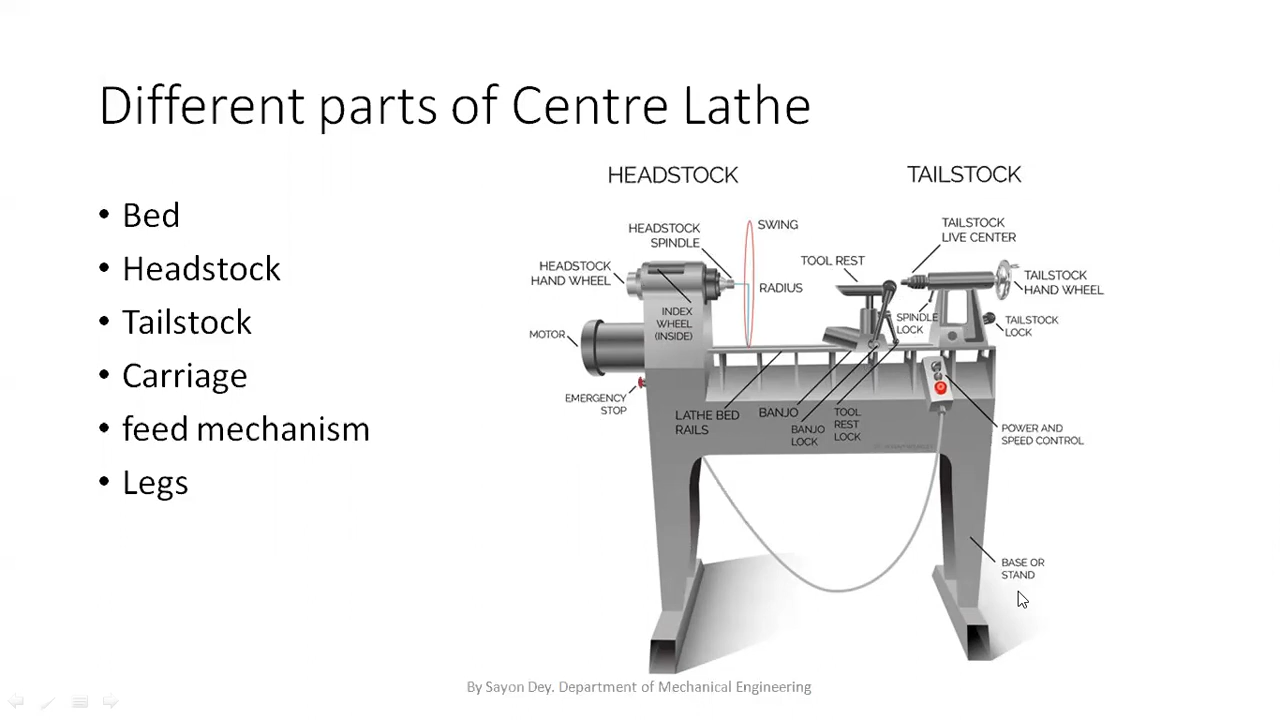 Different parts of Centre Lathe
• Bed
• Headstock
• Tailstock
• Carriage
• feed mechanism
• Legs
HEADSTOCK
TAILSTOCK
HEADSTOCK
SPINDLE
SWING
TAILSTOCK
LIVE CENTER
HEADSTOCK
HAND WHEEL
TOOL REST
RADIUS
TAILSTOCK
HAND WHEEL
INDEX
WHEEL
(INSIDE)
SPINDLE
LOCK
TAILSTOCK
LOCK
MOTOR
EMERGENCY
STOP
LATHE BED
RAILS
BANJO
BANJO
LOCK
TOOL
REST
LOCK
POWER AND
SPEED CONTROL
BASE OR
STAND
By Sayon Dey. Department of Mechanical Engineering